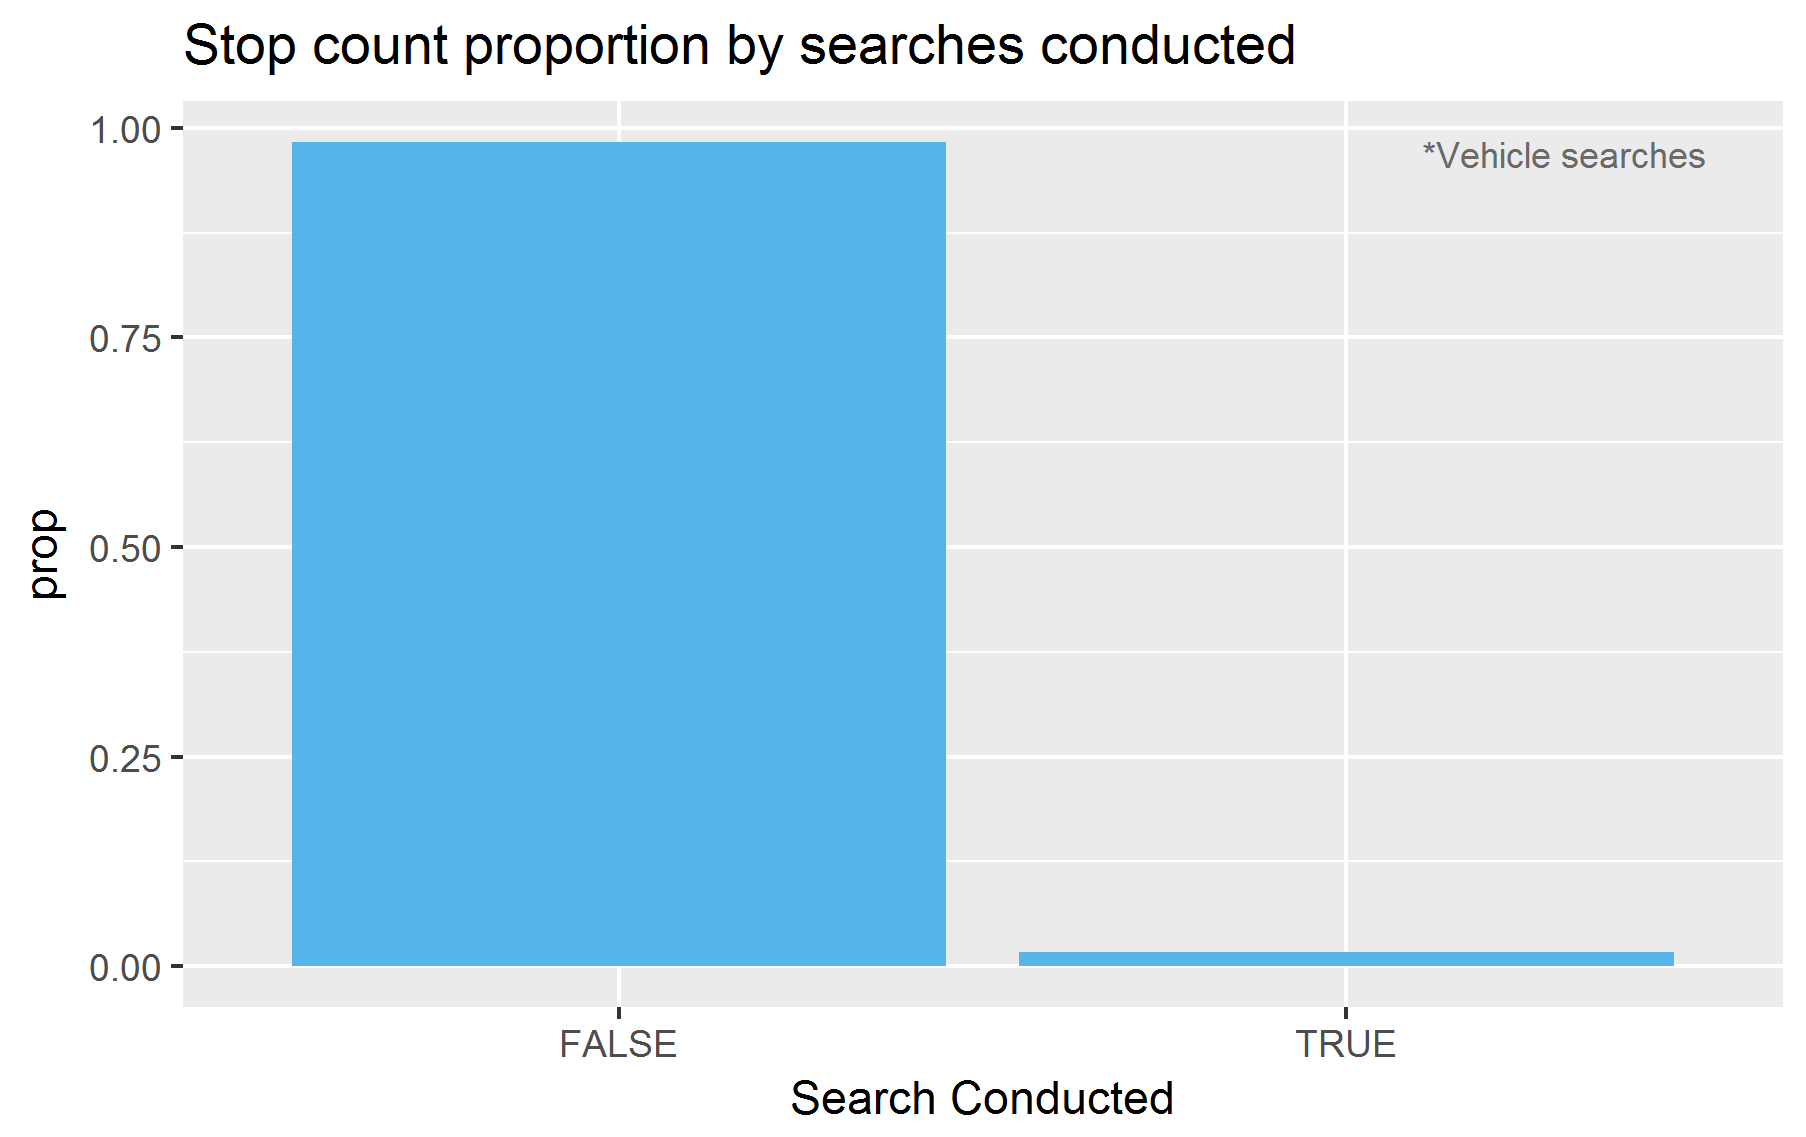 Stop count proportion by searches conducted
1.00
*Vehicle searches
0.75
prop
0.50
0.25
0.00
FALSE
TRUE
Search Conducted